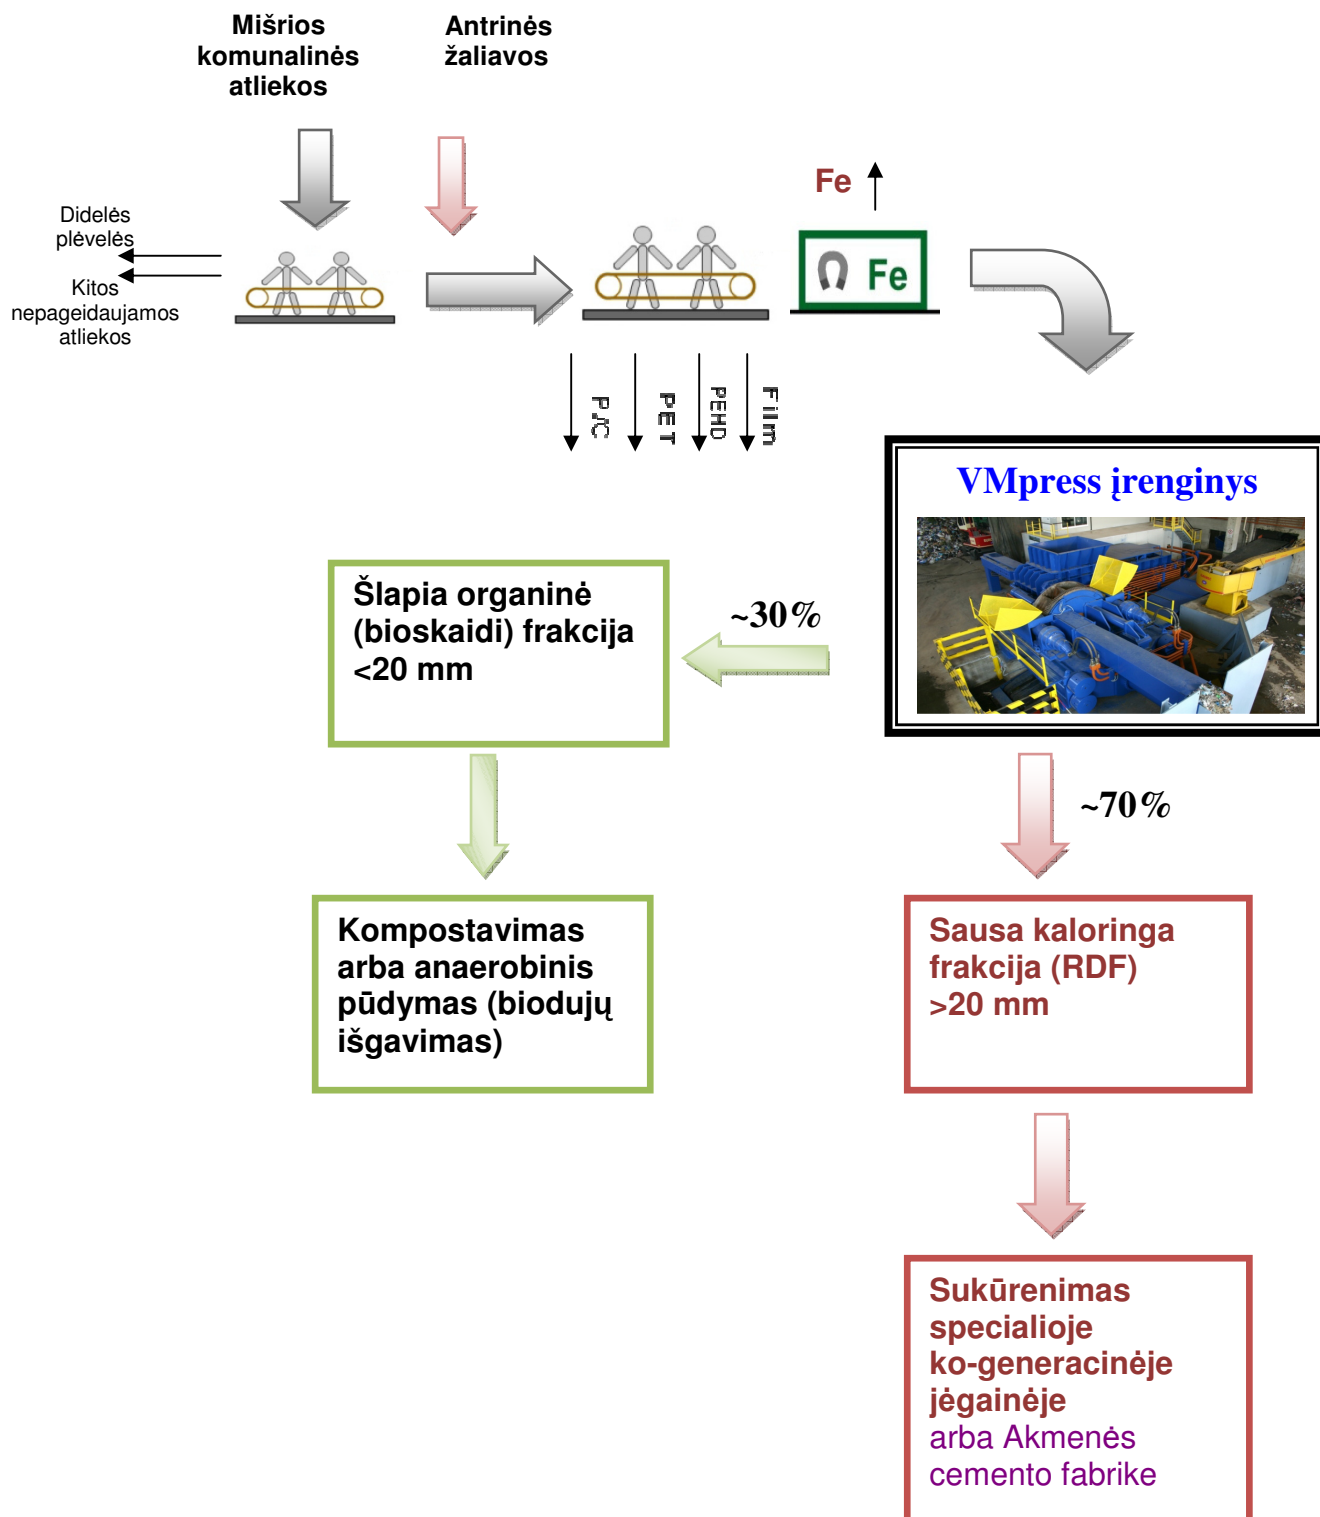 Mišrios
komunalinės
atliekos
Antrinės
žaliavos
Fe
Didelės
plėvelės
Kitos
nepageidaujamos
atliekos
Fe
P/C
PET
PEHD
Film
VMpress įrenginys
Šlapia organinė
(bioskaidi) frakcija
<20 mm
~30%
~70%
Kompostavimas
arba anaerobinis
pūdymas (biodujų
išgavimas)
Sausa kaloringa
frakcija (RDF)
>20 mm
Sukūrenimas
specialioje
ko-generacinėje
jėgainėje
arba Akmenės
cemento fabrike